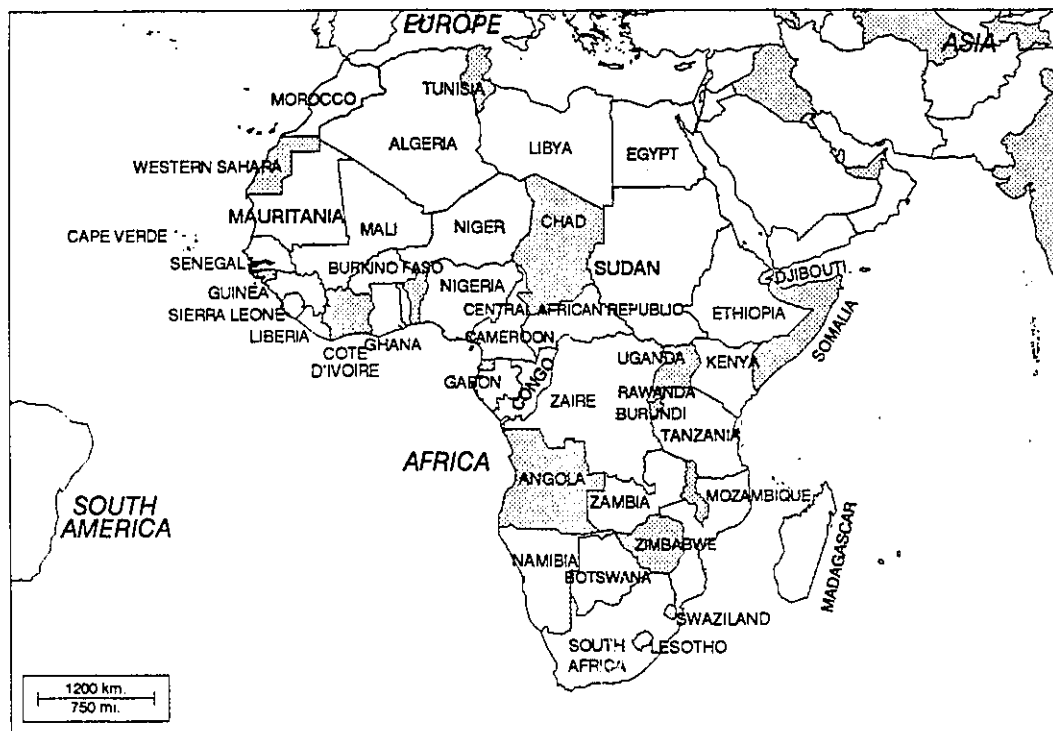 EUROPE
ASIA
TUNISIA
MOROCCO
ALGERIA
LIBYA
EGYPT
WESTERN SAHARA
MAURITANIA
MALI
NIGER
CHAD
CAPE VERDE
SUDAN
SENEGAL
BURKINO FASO
DJIBOUTI
NIGERIA
GUINEA
SIERRA LEONE
CENTRAL AFRICAN REPUBLIC
ETHIOPIA
SOMALIA
LIBERIA
GHANA
CAMEROON
COTE
D'IVOIRE
UGANDA
KENYA
GABON
CONGO
ZAIRE
RAWANDA
BURUNDI
TANZANIA
AFRICA
ANGOLA
ZAMBIA
MOZAMBIQUE
SOUTH
AMERICA
ZIMBABWE
MADAGASCAR
NAMIBIA
BOTSWANA
SWAZILAND
SOUTH
AFRICA
LESOTHO
1200 km.
750 mi.